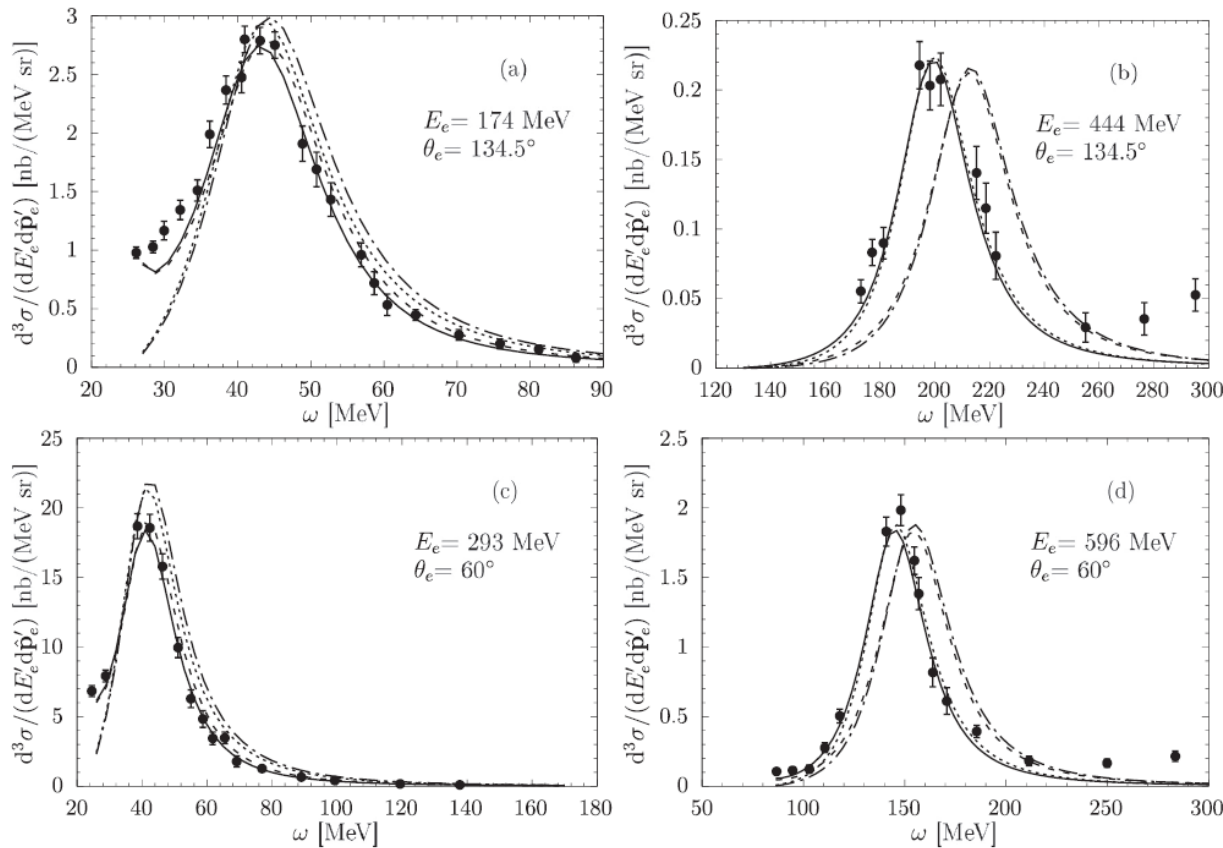 d³σ/(dE′ₑdp̂′ₑ) [nb/(MeV sr)]
3
2.5
2
1.5
1
0.5
0
20 30 40 50 60 70 80 90
ω [MeV]
(a)
Eₑ= 174 MeV
θₑ= 134.5°
d³σ/(dE′ₑdp̂′ₑ) [nb/(MeV sr)]
0.25
0.2
0.15
0.1
0.05
0
120 140 160 180 200 220 240 260 280 300
ω [MeV]
(b)
Eₑ= 444 MeV
θₑ= 134.5°
d³σ/(dE′ₑdp̂′ₑ) [nb/(MeV sr)]
25
20
15
10
5
0
20 40 60 80 100 120 140 160 180
ω [MeV]
(c)
Eₑ= 293 MeV
θₑ= 60°
d³σ/(dE′ₑdp̂′ₑ) [nb/(MeV sr)]
2.5
2
1.5
1
0.5
0
50 100 150 200 250 300
ω [MeV]
(d)
Eₑ= 596 MeV
θₑ= 60°